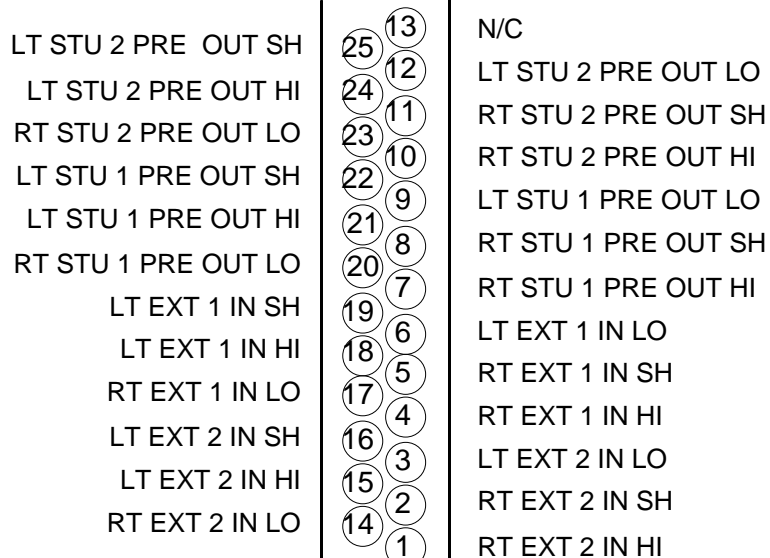 13 N/C
LT STU 2 PRE OUT SH 25
12 LT STU 2 PRE OUT LO
LT STU 2 PRE OUT HI 24
11 RT STU 2 PRE OUT SH
RT STU 2 PRE OUT LO 23
10 RT STU 2 PRE OUT HI
LT STU 1 PRE OUT SH 22
9 LT STU 1 PRE OUT LO
LT STU 1 PRE OUT HI 21
8 RT STU 1 PRE OUT SH
RT STU 1 PRE OUT LO 20
7 RT STU 1 PRE OUT HI
LT EXT 1 IN SH 19
6 LT EXT 1 IN LO
LT EXT 1 IN HI 18
5 RT EXT 1 IN SH
RT EXT 1 IN LO 17
4 RT EXT 1 IN HI
LT EXT 2 IN SH 16
3 LT EXT 2 IN LO
LT EXT 2 IN HI 15
2 RT EXT 2 IN SH
RT EXT 2 IN LO 14
1 RT EXT 2 IN HI